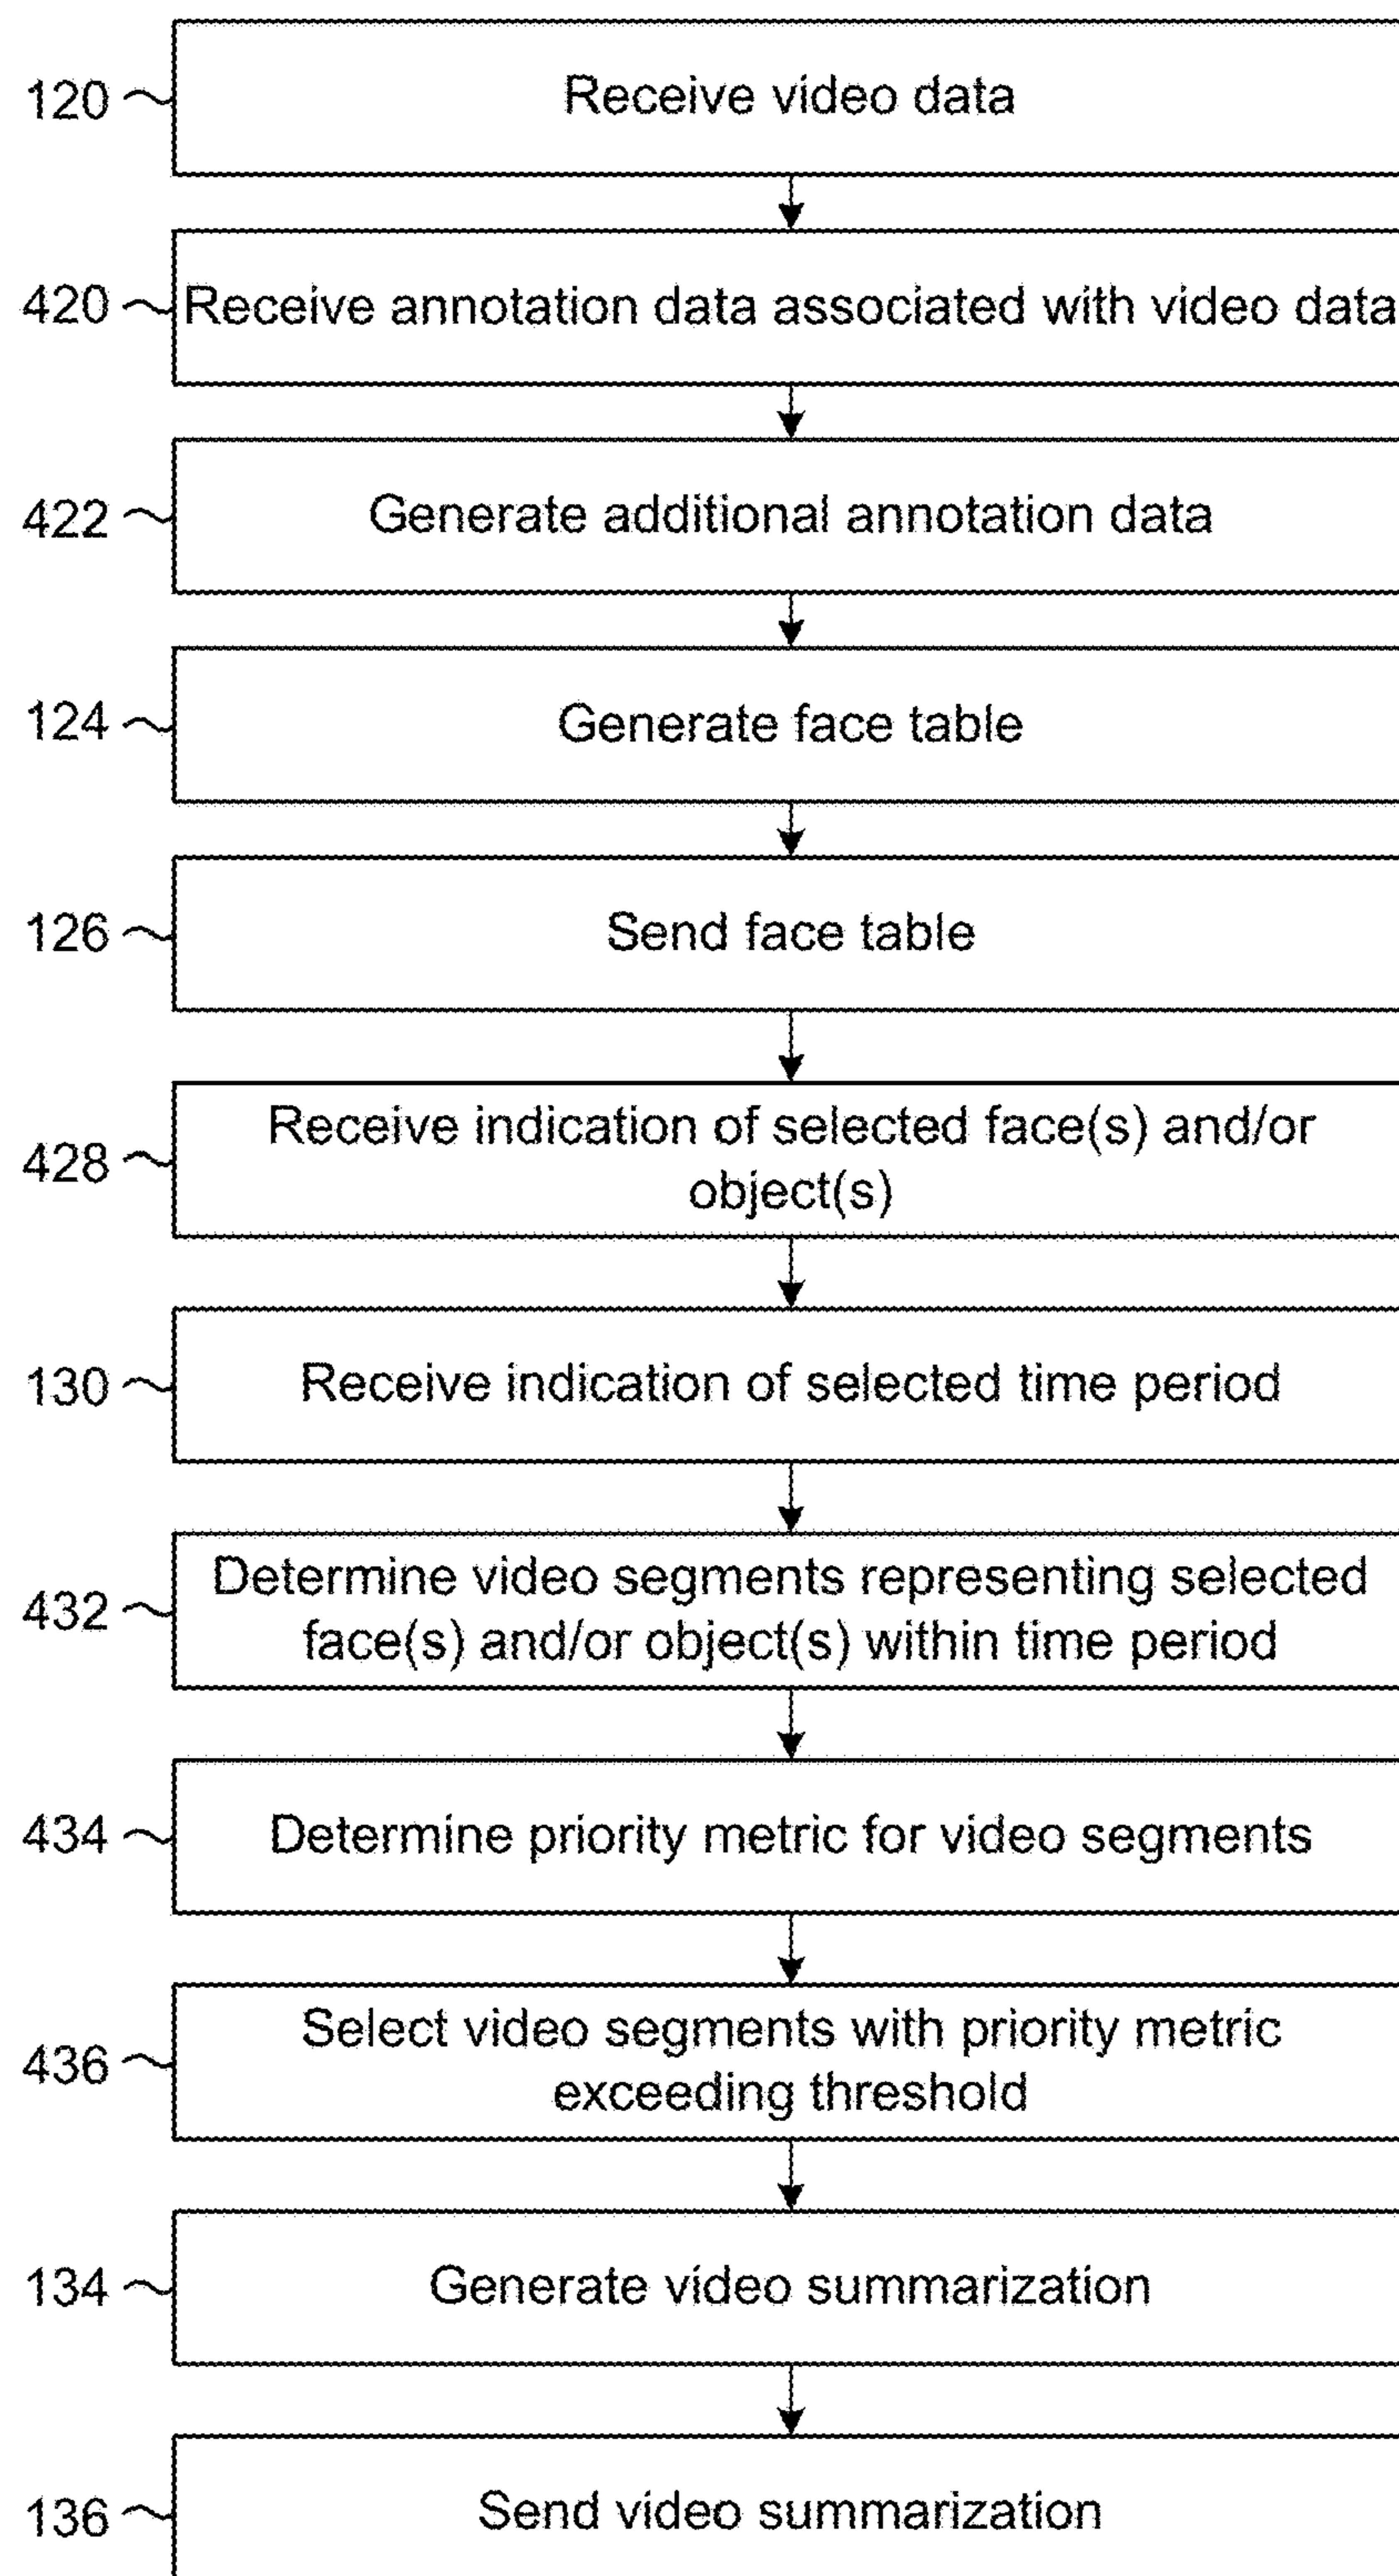 120
Receive video data
420
Receive annotation data associated with video data
422
Generate additional annotation data
124
Generate face table
126
Send face table
428
Receive indication of selected face(s) and/or
object(s)
130
Receive indication of selected time period
432
Determine video segments representing selected
face(s) and/or object(s) within time period
434
Determine priority metric for video segments
436
Select video segments with priority metric
exceeding threshold
134
Generate video summarization
136
Send video summarization